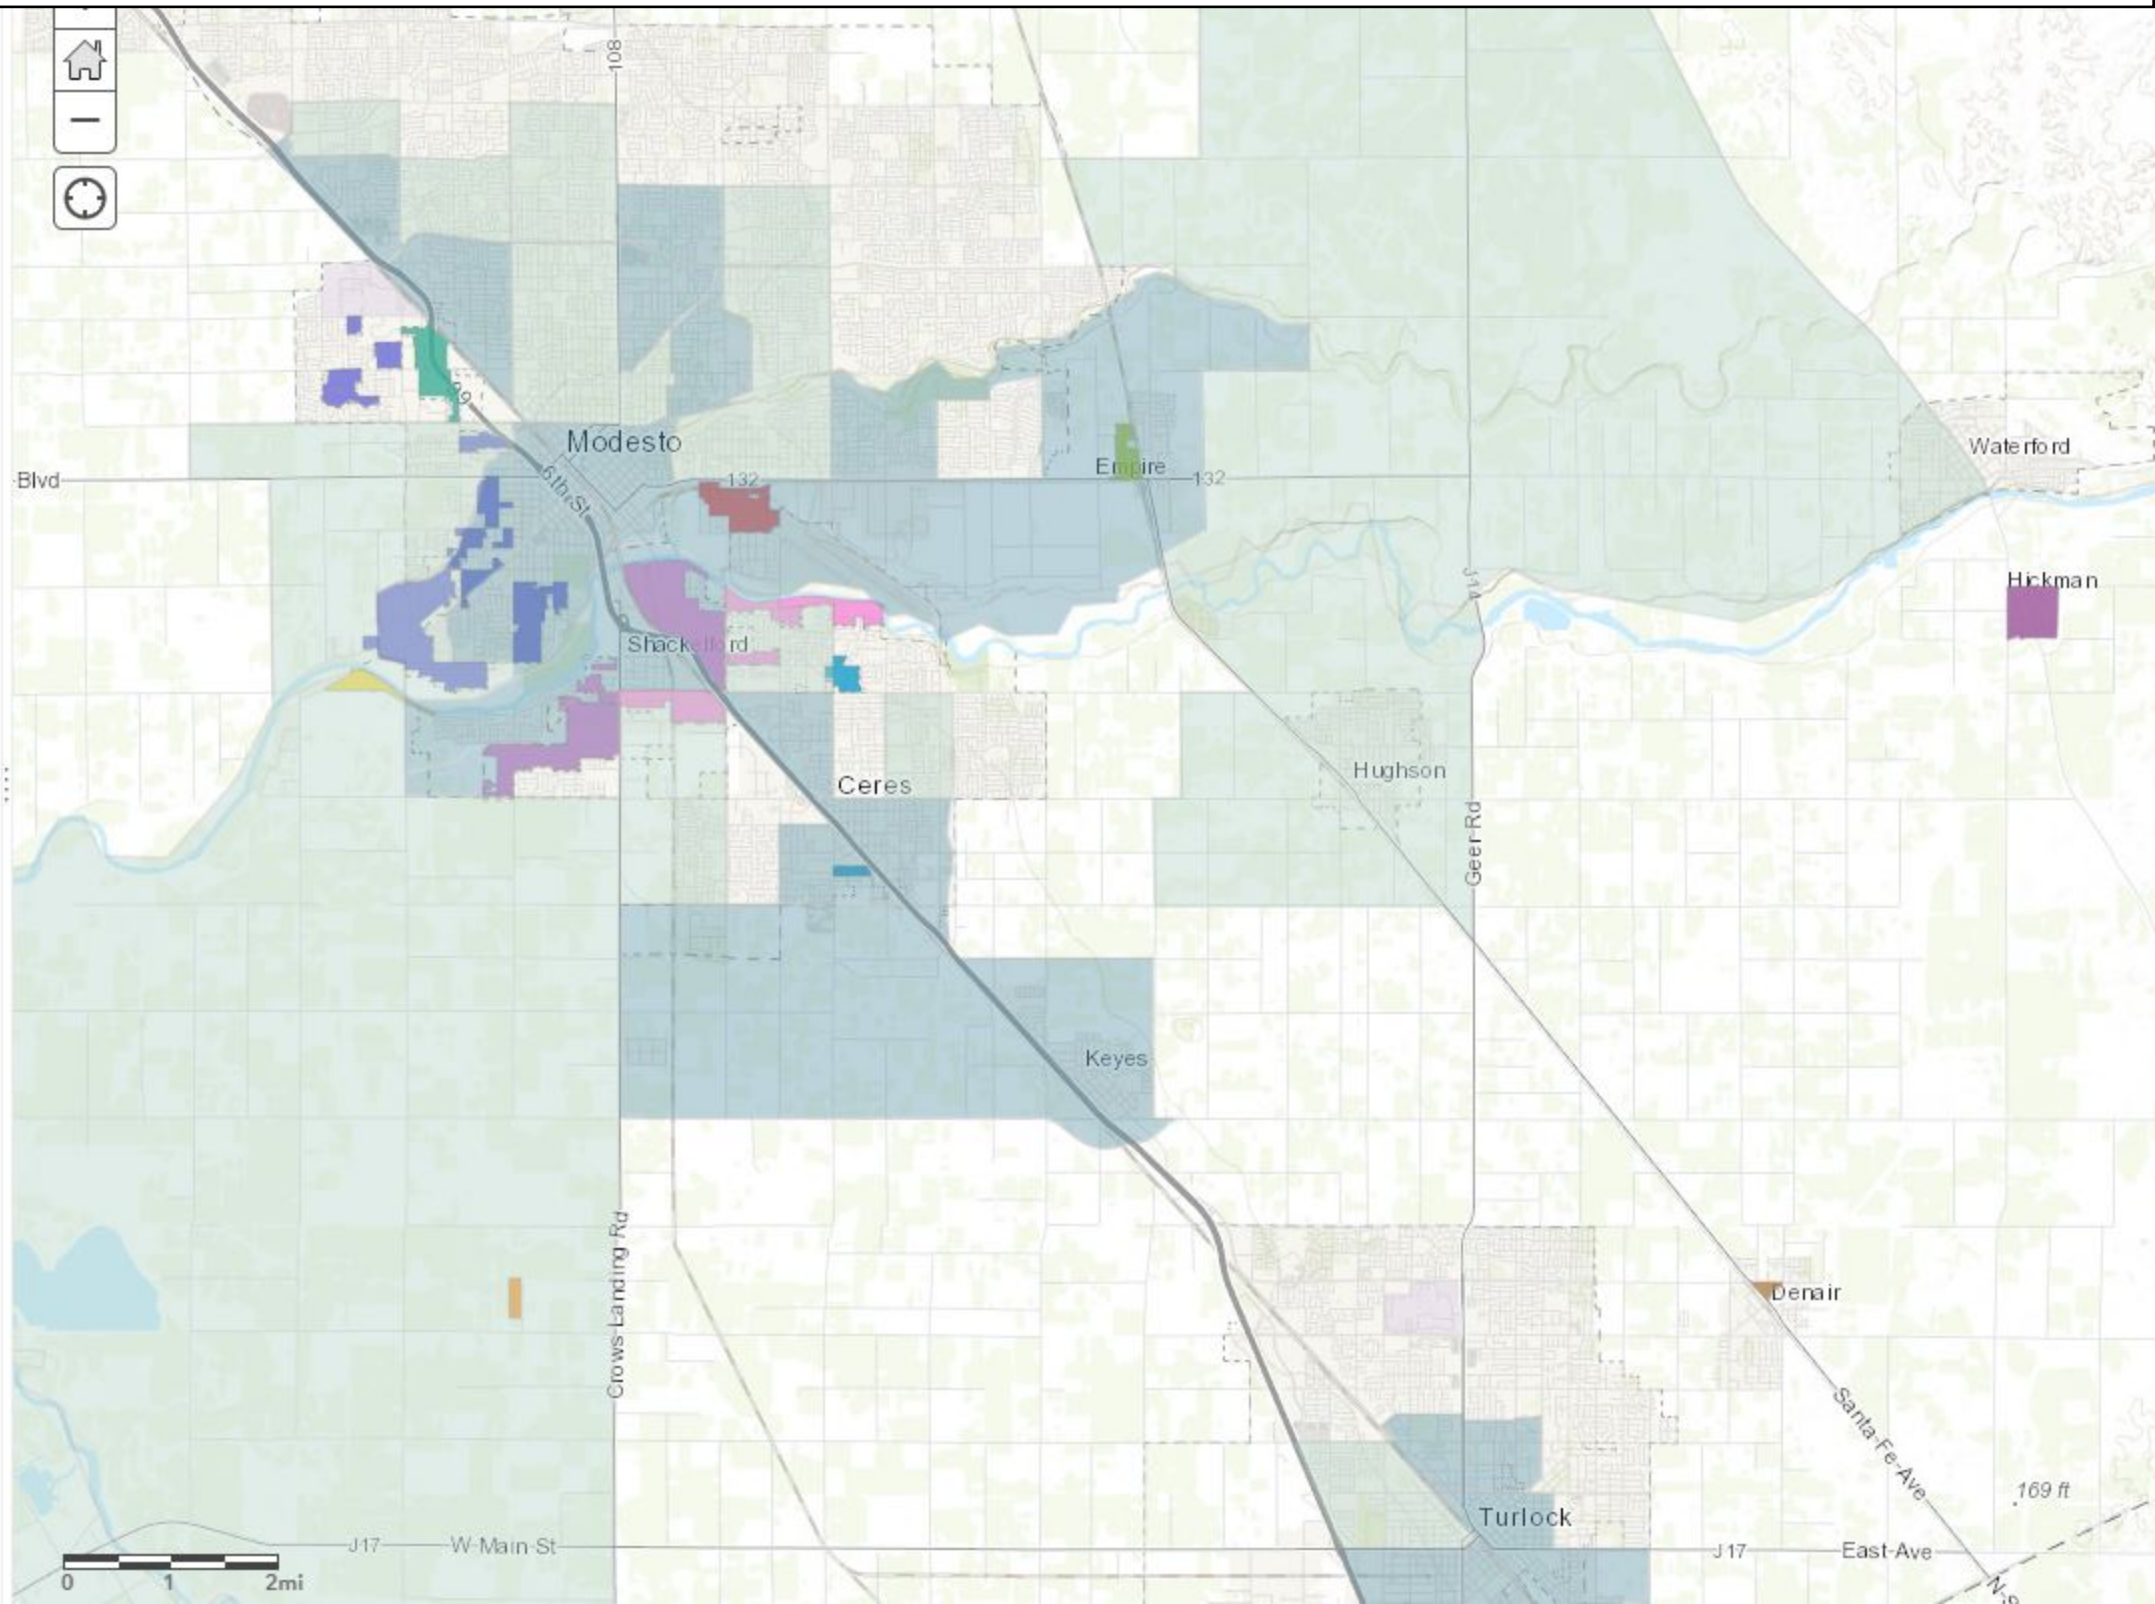 108
99
Modesto
Waterford
Empire
Blvd
132
132
6th St
Hickman
J14
Shackelford
Hughson
Ceres
Geer-Rd
Keyes
Crows-Landing-Rd
Denair
Santa-Fe-Ave
169 ft
Turlock
J17
W-Main-St
J17
East-Ave
0 1 2mi